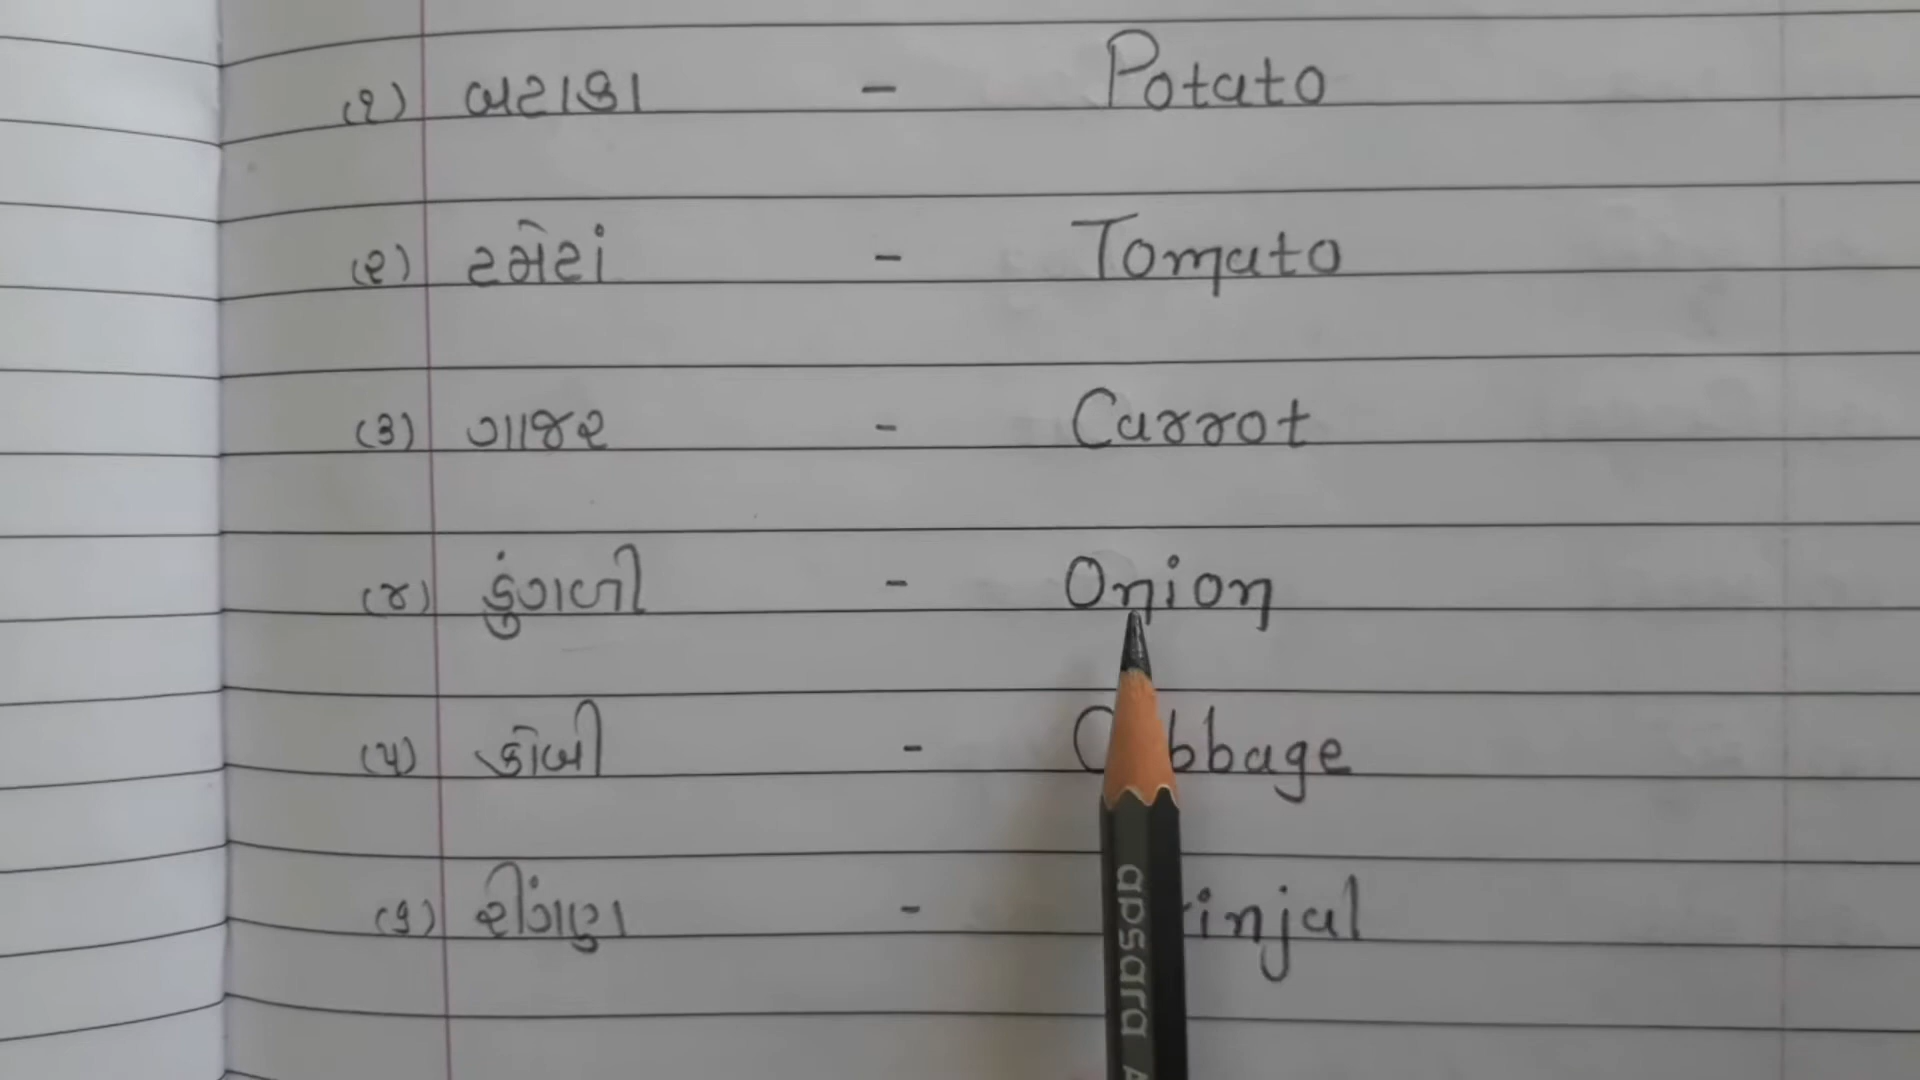 (૧) બટાકા - Potato
(૨) ટમેટાં - Tomato
(૩) ગાજર - Carrot
(૪) ડુંગળી - Onion
(૫) કોબી - bbage
(૬) રીંગણ - injal
apsara